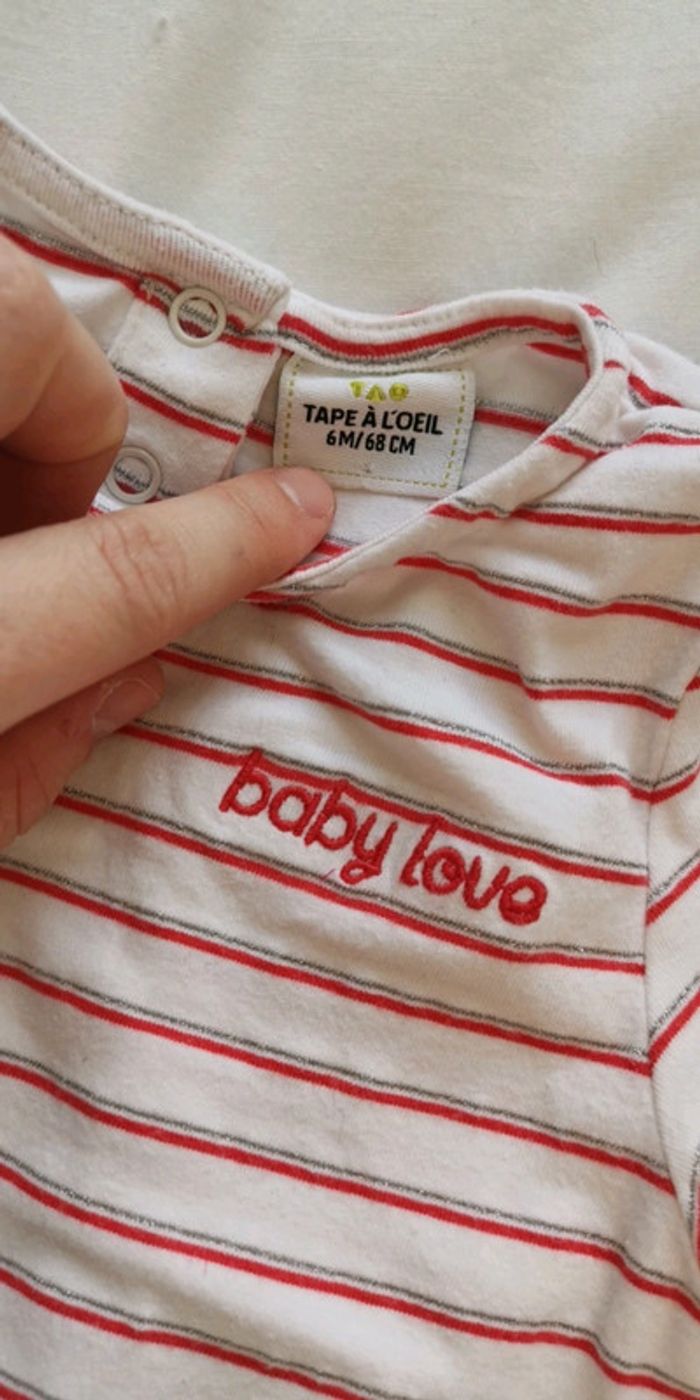 TAO
TAPE À L'OEIL
6M/68 CM
baby love